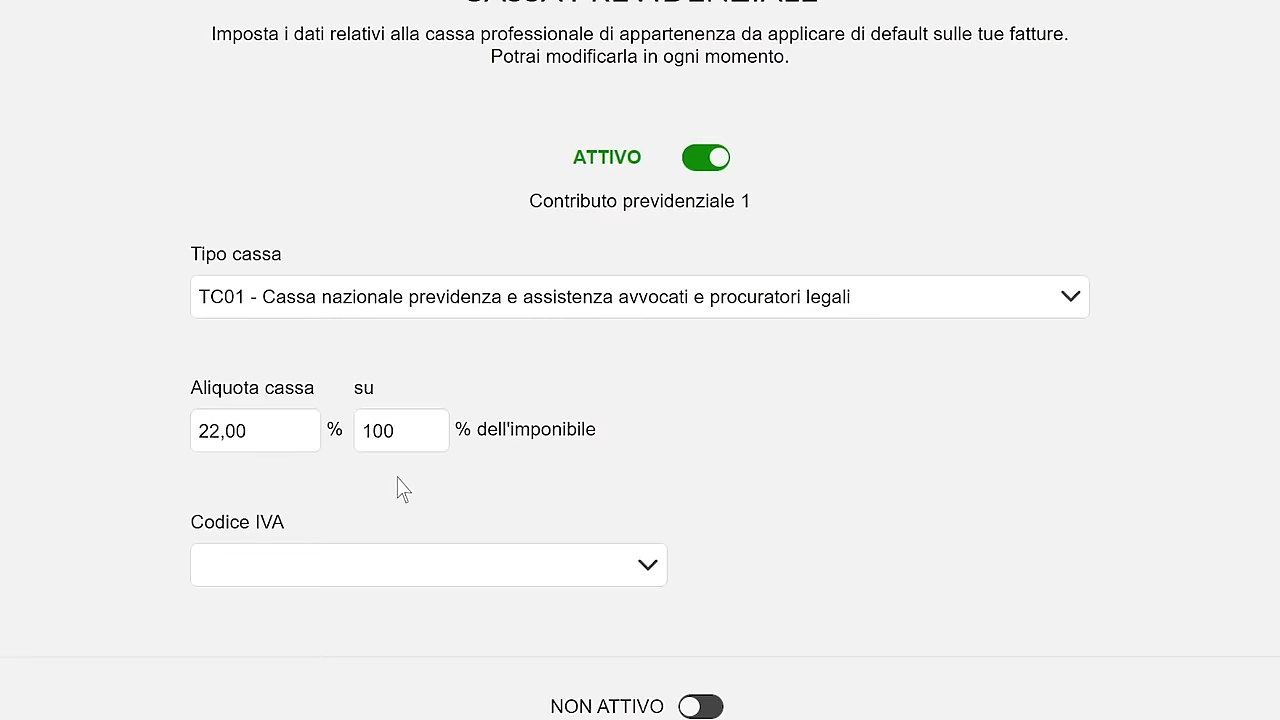 CASSA PREVIDENZIALE
Imposta i dati relativi alla cassa professionale di appartenenza da applicare di default sulle tue fatture.
Potrai modificarla in ogni momento.
ATTIVO
Contributo previdenziale 1
Tipo cassa
TC01 - Cassa nazionale previdenza e assistenza avvocati e procuratori legali
Aliquota cassa su
22,00 % 100 % dell'imponibile
Codice IVA
NON ATTIVO